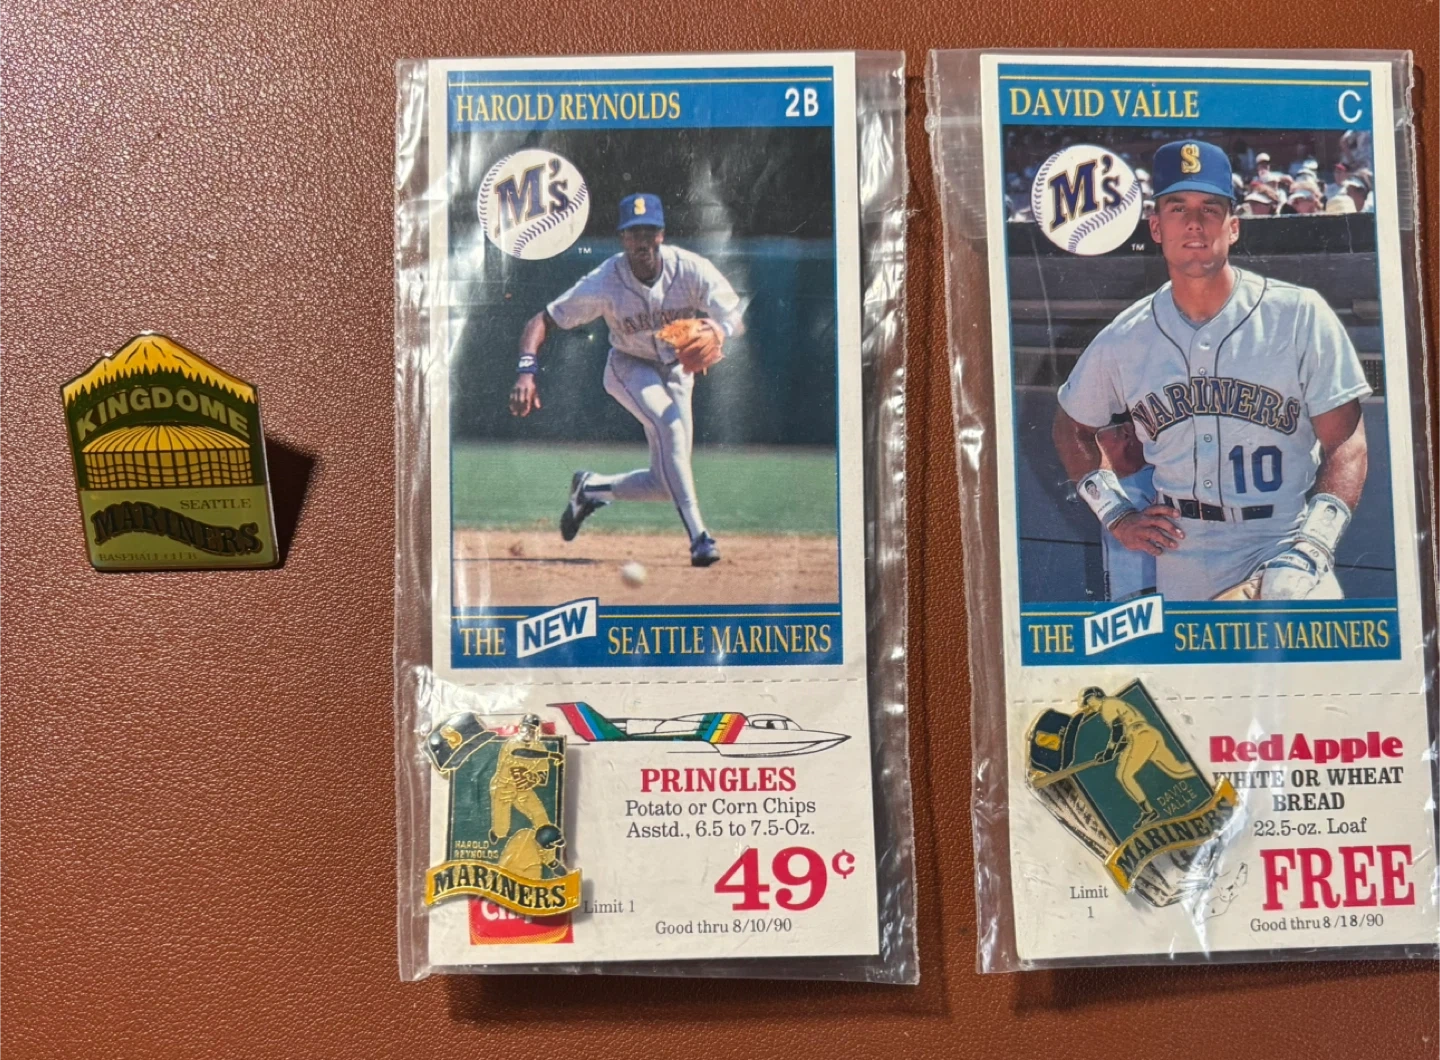 KINGDOME
SEATTLE
MARINERS
BASEBALL CLUB
HAROLD REYNOLDS 2B
M's
TM
MARINERS
THE NEW SEATTLE MARINERS
S
HAROLD
REYNOLDS
MARINERS
PRINGLES
Potato or Corn Chips
Asstd., 6.5 to 7.5-Oz.
49¢
Limit 1
Good thru 8/10/90
DAVID VALLE C
S
M's
TM
MARINERS
10
THE NEW SEATTLE MARINERS
S
DAVID
VALLE
MARINERS
Red Apple
WHITE OR WHEAT
BREAD
22.5-oz. Loaf
FREE
Limit
1
Good thru 8/18/90